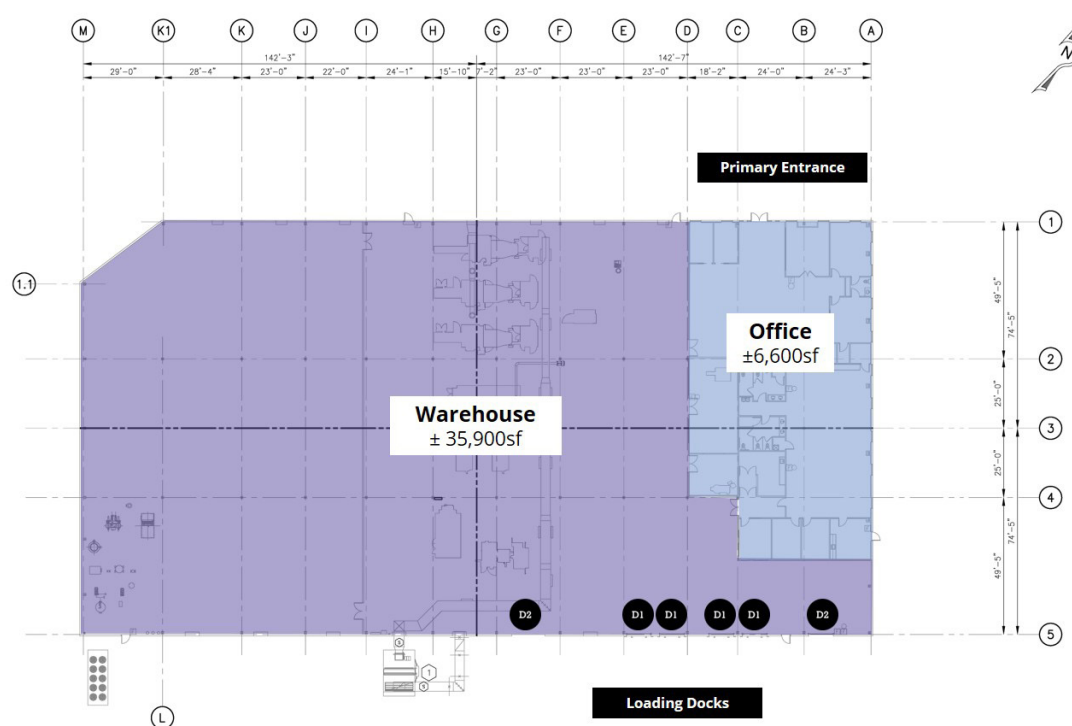 M K1 K J I H G F E D C B A
142'-3" 142'-7"
29'-0" 28'-4" 23'-0" 22'-0" 24'-1" 15'-10" 7'-2" 23'-0" 23'-0" 23'-0" 18'-2" 24'-0" 24'-3"
N
Primary Entrance
1
1.1
49'-5"
74'-5"
Office
±6,600sf
2
25'-0"
Warehouse
± 35,900sf
3
25'-0"
4
49'-5"
74'-5"
D2 D1 D1 D1 D1 D2
5
1
L
Loading Docks